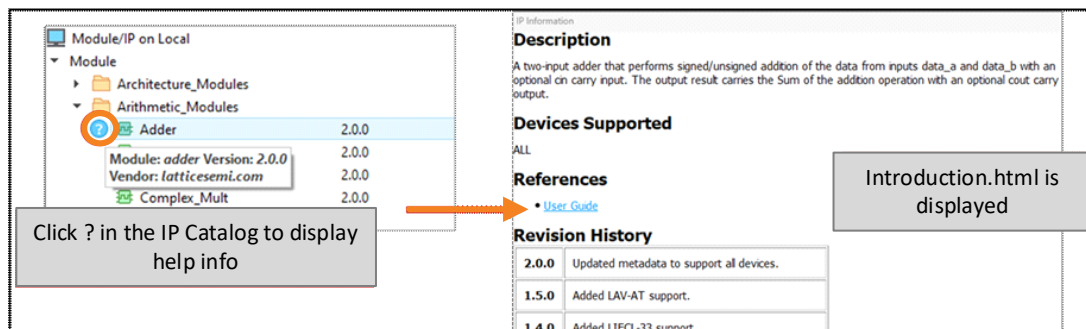 Module/IP on Local
Module
Architecture_Modules
Arithmetic_Modules
Adder 2.0.0
2.0.0
Module: adder Version: 2.0.0
Vendor: latticesemi.com
2.0.0
Complex_Mult 2.0.0
Click ? in the IP Catalog to display
help info
IP Information
Description
A two-input adder that performs signed/unsigned addition of the data from inputs data_a and data_b with an
optional cin carry input. The output result carries the Sum of the addition operation with an optional cout carry
output.
Devices Supported
ALL
References
• User Guide
Introduction.html is
displayed
Revision History
2.0.0 Updated metadata to support all devices.
1.5.0 Added LAV-AT support.
1.4.0 Added LIFCL-33 support.